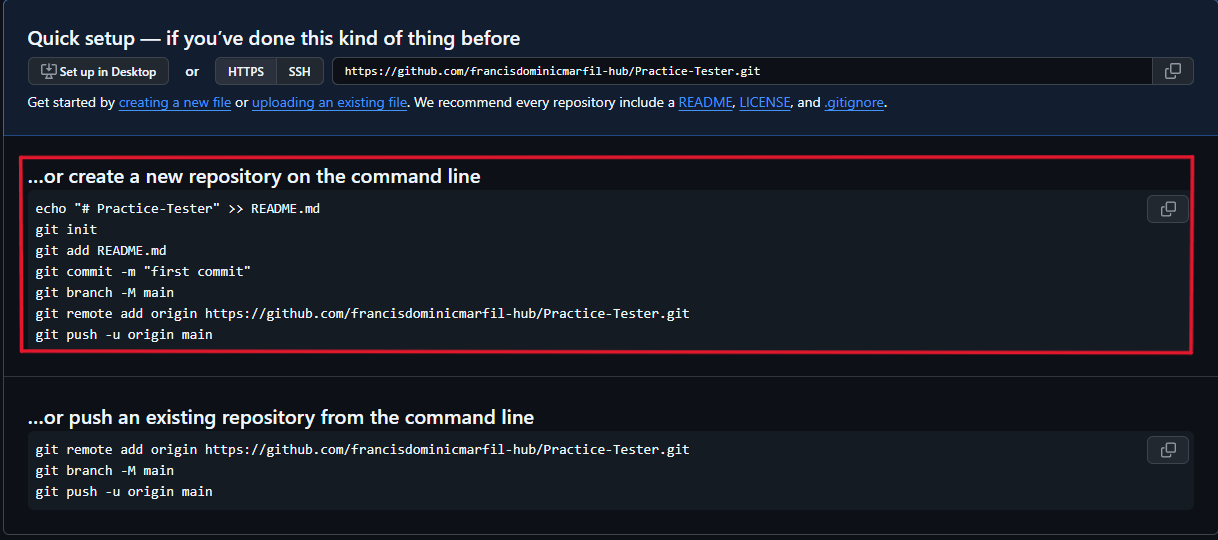 Quick setup — if you’ve done this kind of thing before
Set up in Desktop or HTTPS SSH https://github.com/francisdominicmarfil-hub/Practice-Tester.git
Get started by creating a new file or uploading an existing file. We recommend every repository include a README, LICENSE, and .gitignore.
…or create a new repository on the command line
echo "# Practice-Tester" >> README.md
git init
git add README.md
git commit -m "first commit"
git branch -M main
git remote add origin https://github.com/francisdominicmarfil-hub/Practice-Tester.git
git push -u origin main
…or push an existing repository from the command line
git remote add origin https://github.com/francisdominicmarfil-hub/Practice-Tester.git
git branch -M main
git push -u origin main